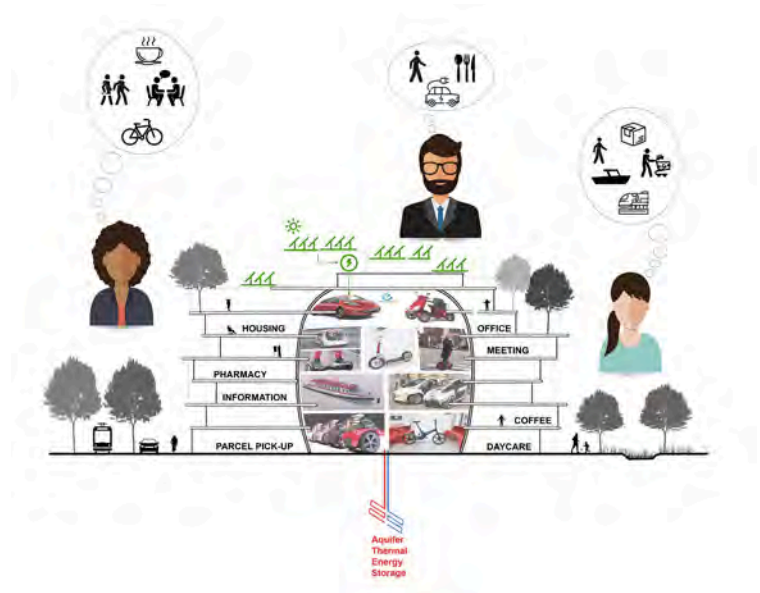 HOUSING
OFFICE
MEETING
PHARMACY
INFORMATION
COFFEE
PARCEL PICK-UP
DAYCARE
Aquifer
Thermal
Energy
Storage